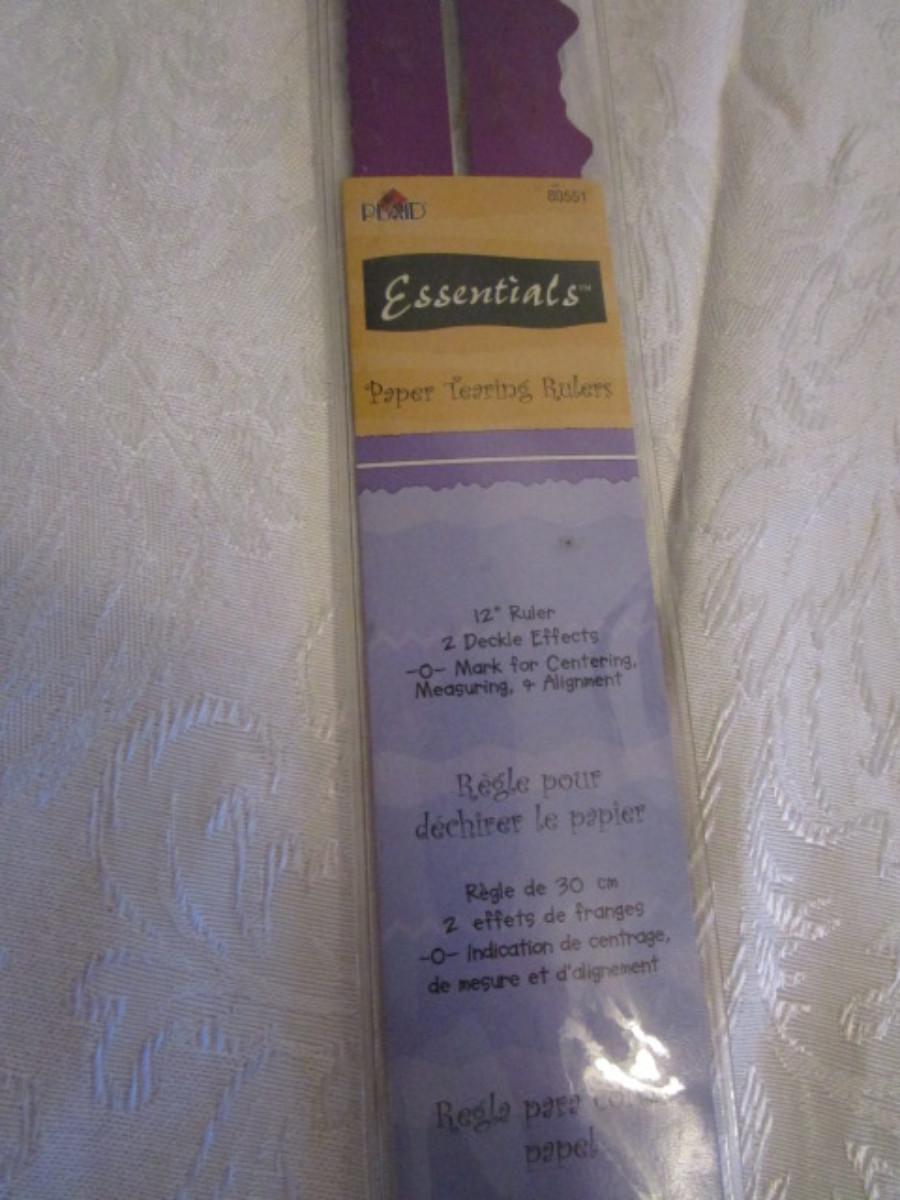 PLAID
80551
Essentials™
Paper Tearing Rulers
12" Ruler
2 Deckle Effects
-O- Mark for Centering,
Measuring, & Alignment
Règle pour
déchirer le papier
Règle de 30 cm
2 effets de franges
-O- Indication de centrage,
de mesure et d'alignement
Regla para
papel